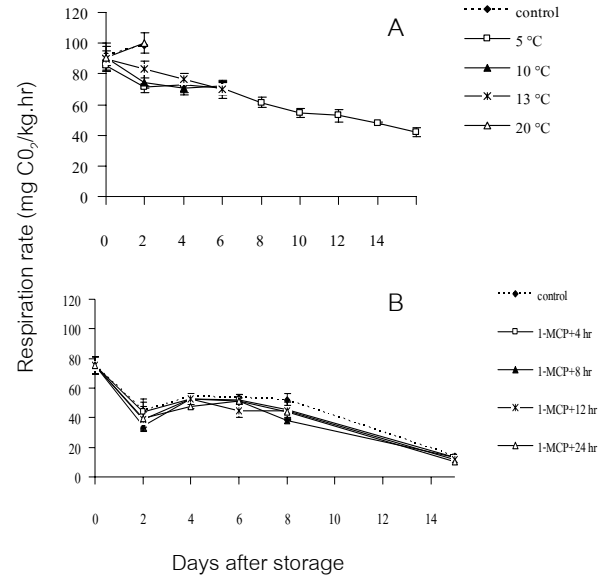 A
120
100
80
60
40
20
0
0 2 4 6 8 10 12 14
control
5 °C
10 °C
13 °C
20 °C
Respiration rate (mg C0₂/kg.hr)
B
120
100
80
60
40
20
0
0 2 4 6 8 10 12 14
control
1-MCP+4 hr
1-MCP+8 hr
1-MCP+12 hr
1-MCP+24 hr
Days after storage